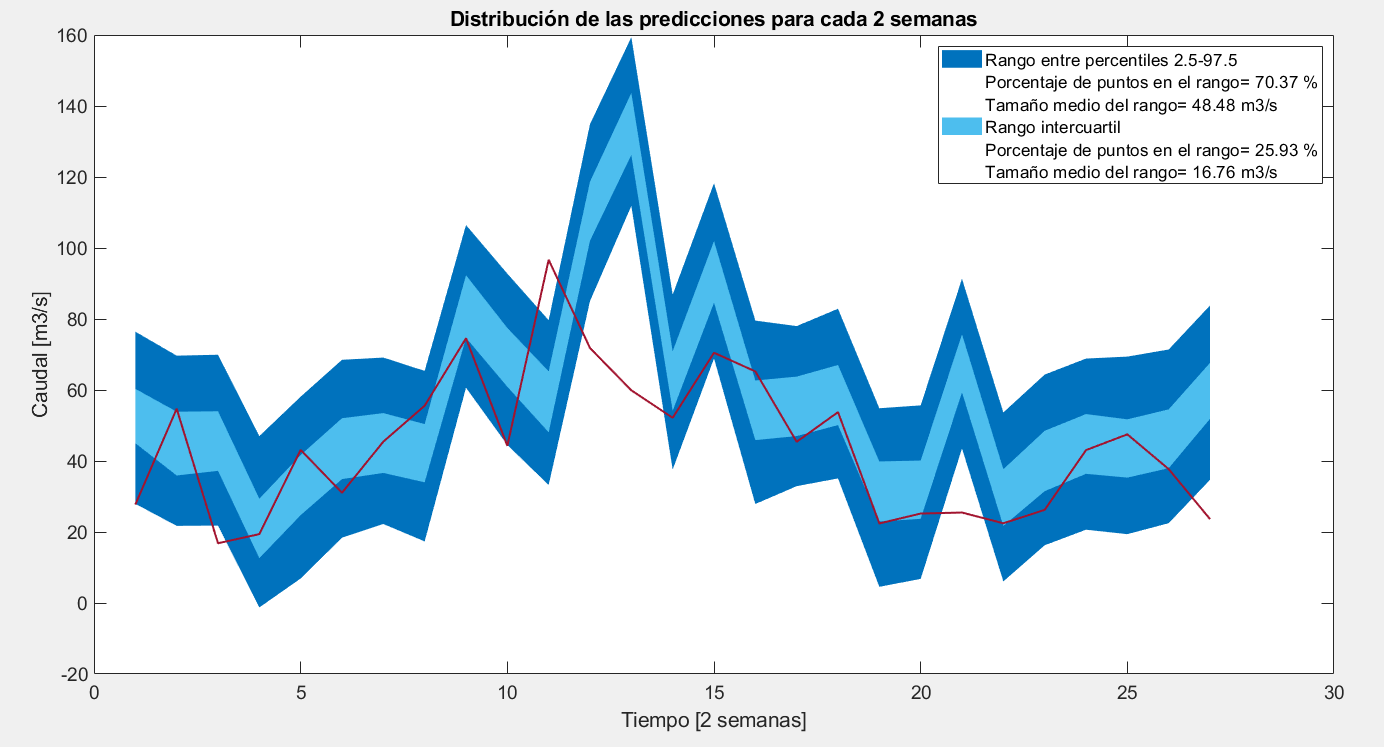 Distribución de las predicciones para cada 2 semanas
160
140
120
100
80
60
40
20
0
-20
Caudal [m3/s]
Rango entre percentiles 2.5-97.5
Porcentaje de puntos en el rango= 70.37 %
Tamaño medio del rango= 48.48 m3/s
Rango intercuartil
Porcentaje de puntos en el rango= 25.93 %
Tamaño medio del rango= 16.76 m3/s
0 5 10 15 20 25 30
Tiempo [2 semanas]